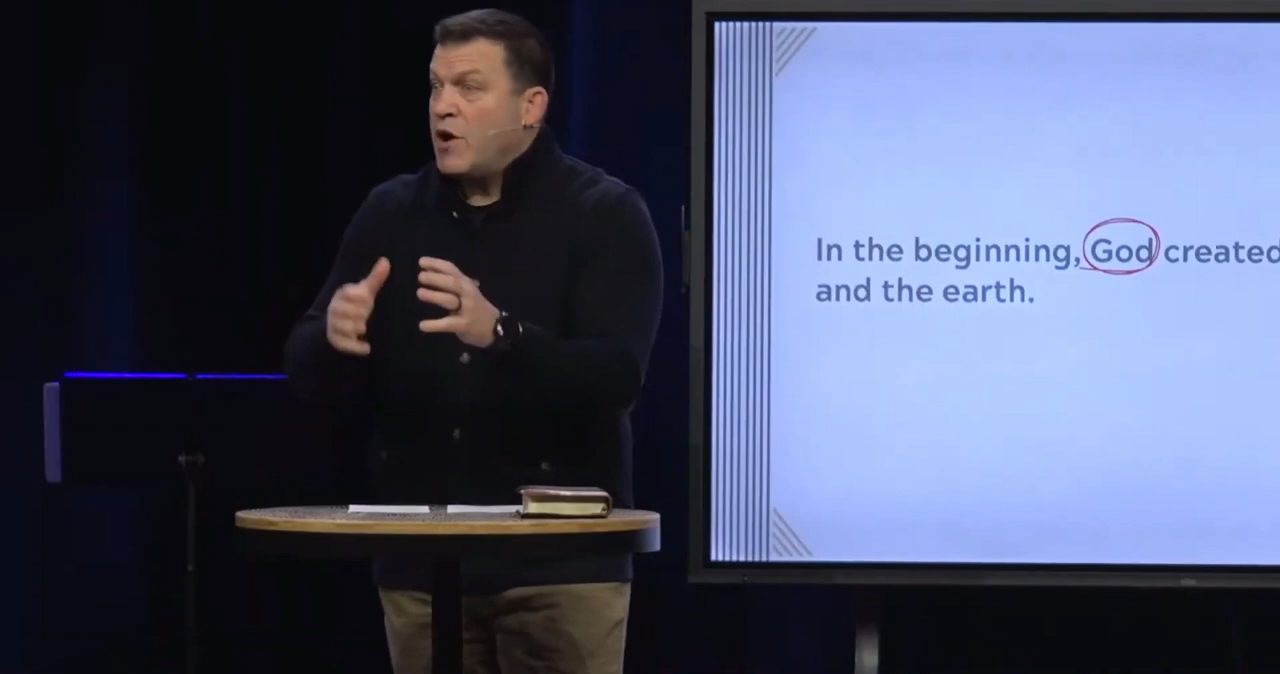 In the beginning, God created
and the earth.